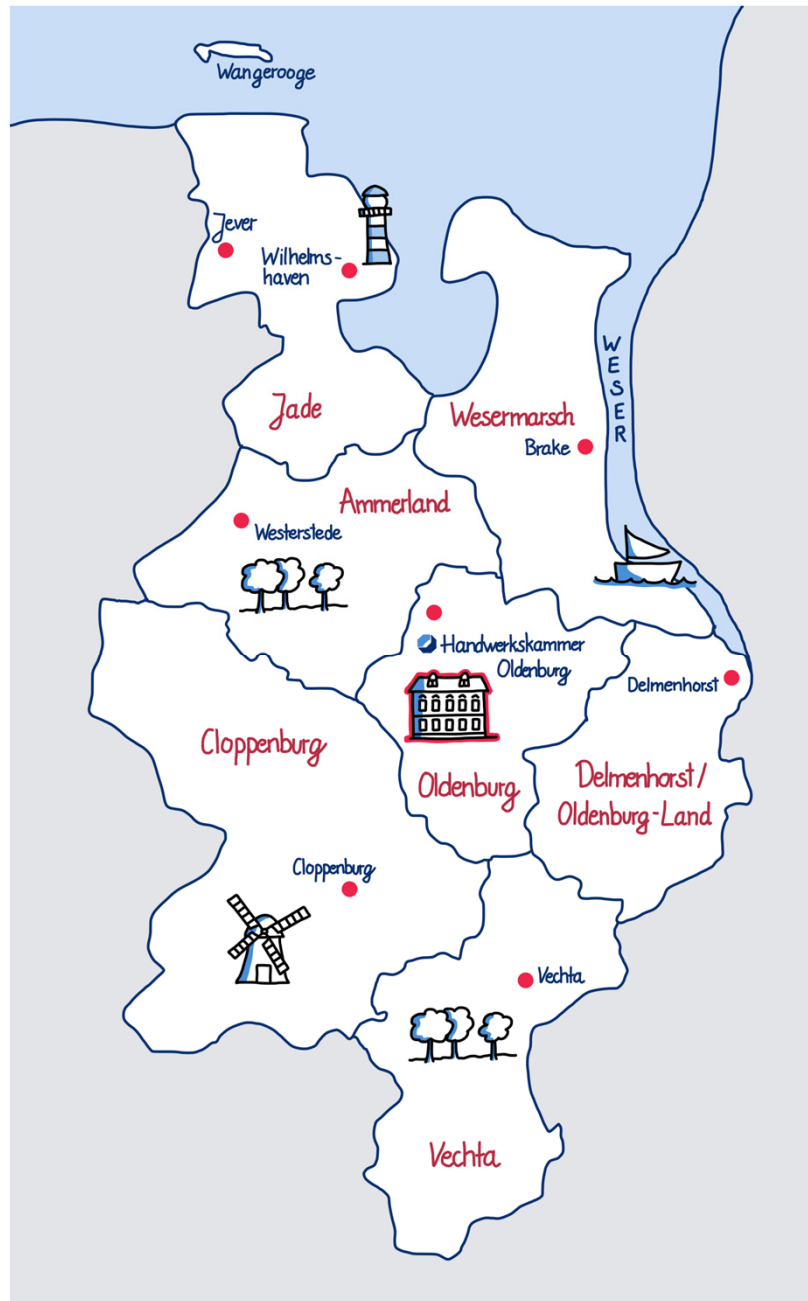 Wangerooge
Jever
Wilhelms-
haven
Jade
Wesermarsch
WESER
Brake
Ammerland
Westerstede
Handwerkskammer
Oldenburg
Delmenhorst
Cloppenburg
Oldenburg
Delmenhorst/
Oldenburg-Land
Cloppenburg
Vechta
Vechta